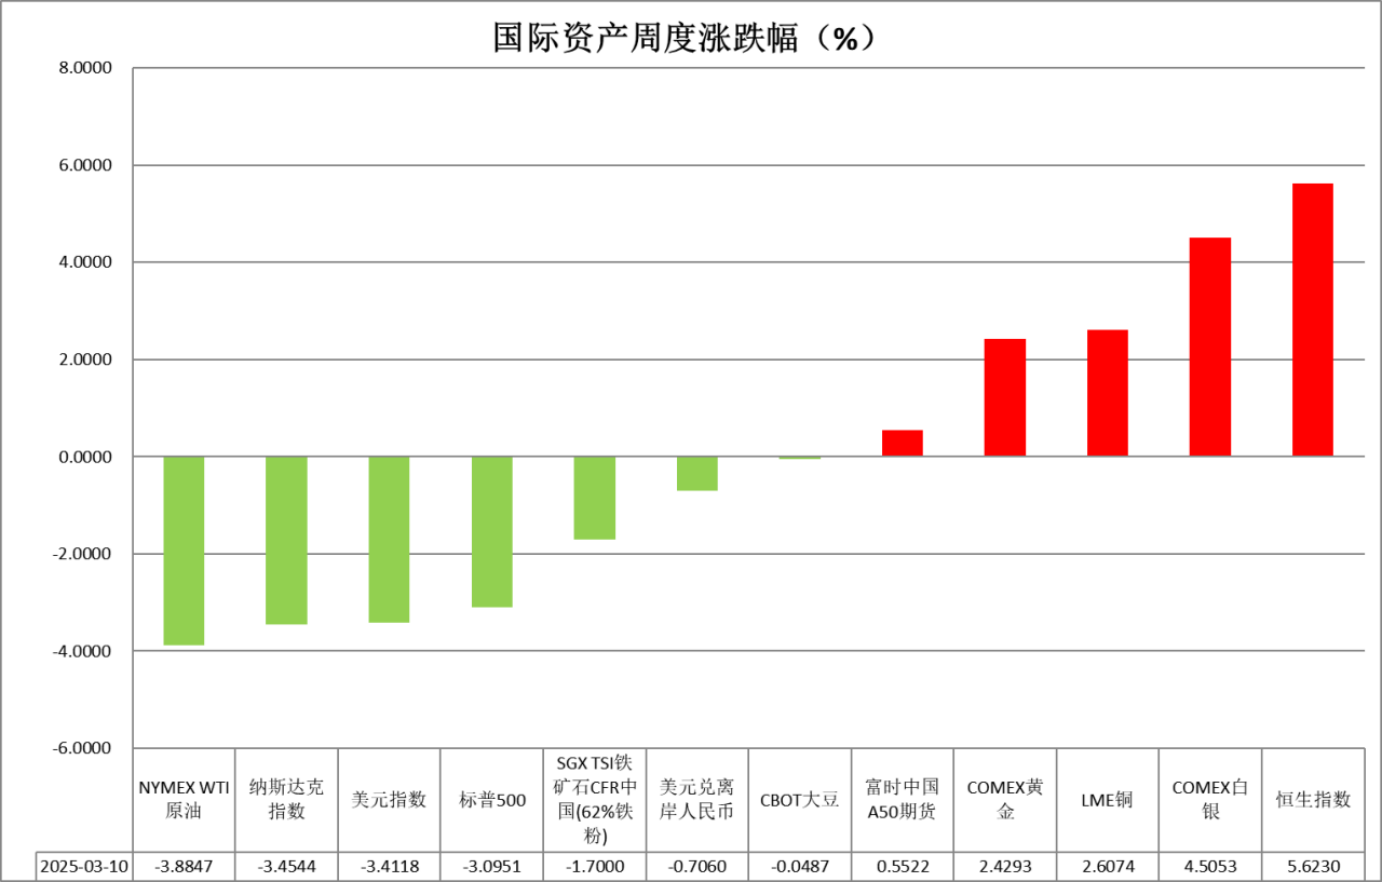 国际资产周度涨跌幅（%）
8.0000
6.0000
4.0000
2.0000
0.0000
-2.0000
-4.0000
-6.0000
NYMEX WTI
原油
纳斯达克
指数
美元指数
标普500
SGX TSI铁
矿石CFR中
国(62%铁
粉)
美元兑离
岸人民币
CBOT大豆
富时中国
A50期货
COMEX黄
金
LME铜
COMEX白
银
恒生指数
2025-03-10 -3.8847 -3.4544 -3.4118 -3.0951 -1.7000 -0.7060 -0.0487 0.5522 2.4293 2.6074 4.5053 5.6230